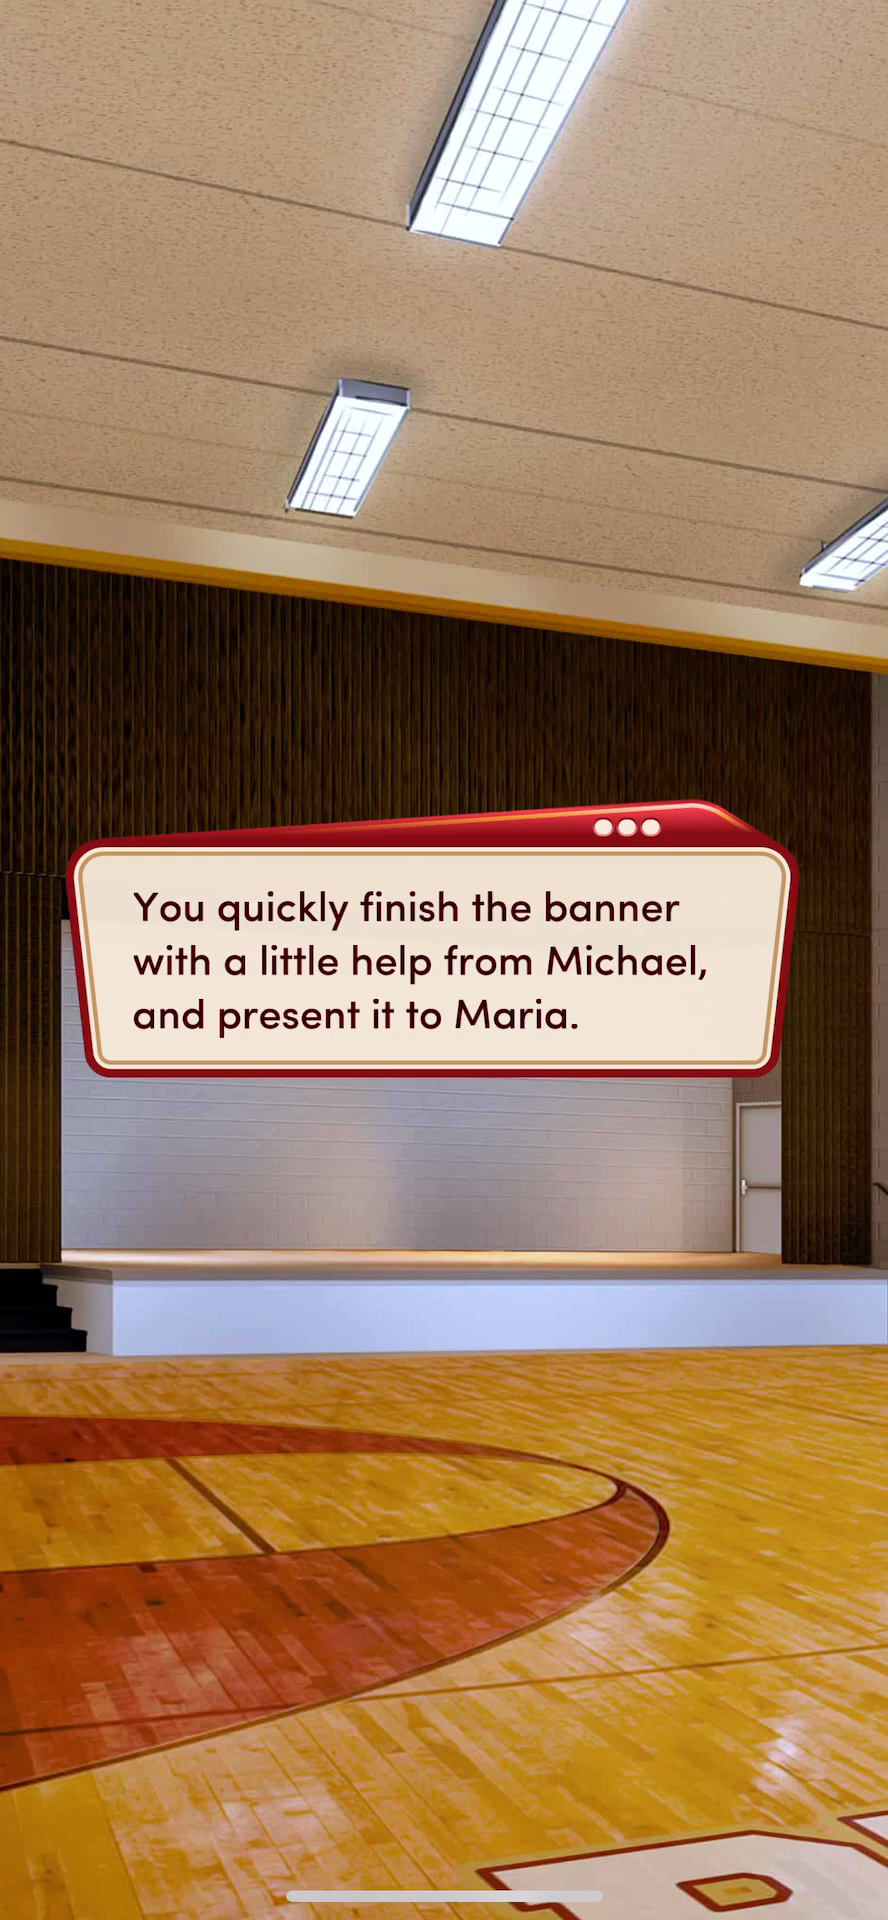 You quickly finish the banner
with a little help from Michael,
and present it to Maria.